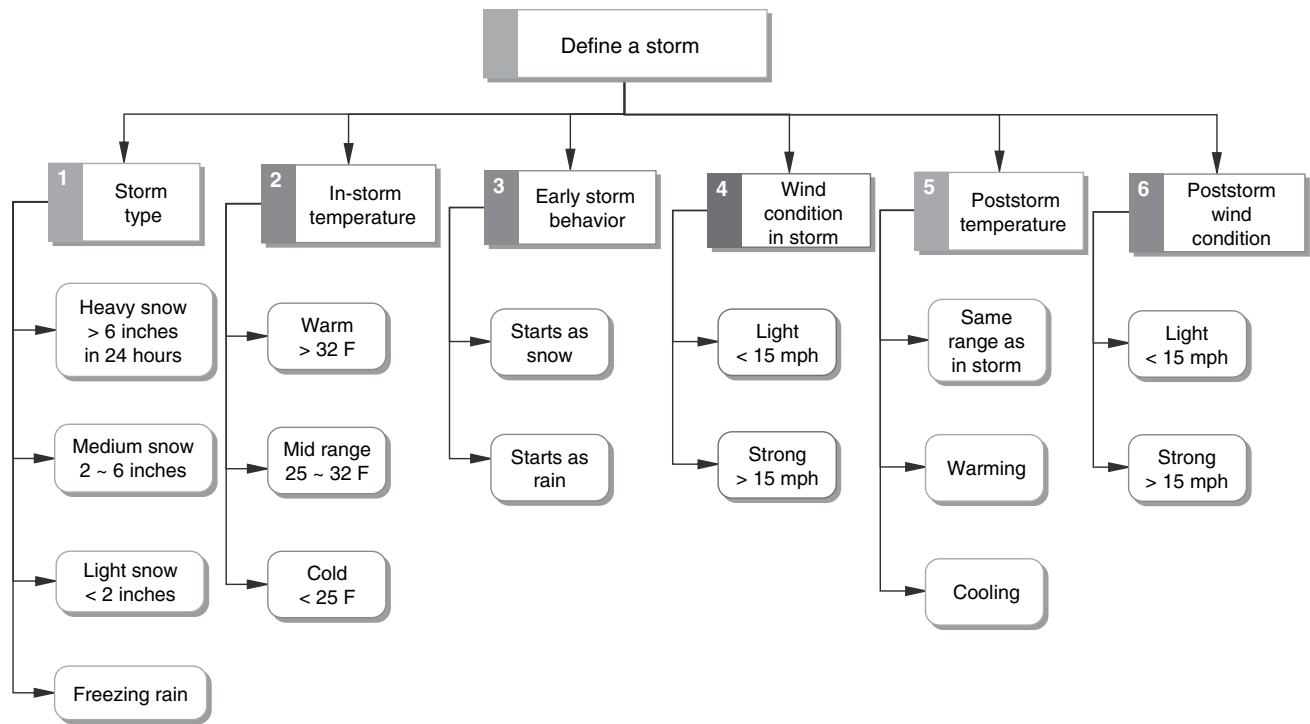 Define a storm
1
Storm
type
Heavy snow
> 6 inches
in 24 hours
Medium snow
2 ~ 6 inches
Light snow
< 2 inches
Freezing rain
2
In-storm
temperature
Warm
> 32 F
Mid range
25 ~ 32 F
Cold
< 25 F
3
Early storm
behavior
Starts as
snow
Starts as
rain
4
Wind
condition
in storm
Light
< 15 mph
Strong
> 15 mph
5
Poststorm
temperature
Same
range as
in storm
Warming
Cooling
6
Poststorm
wind
condition
Light
< 15 mph
Strong
> 15 mph